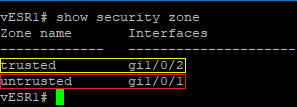 vESR1# show security zone
Zone name      Interfaces
-------------  ------------------------------------
trusted        gi1/0/2
untrusted      gi1/0/1
vESR1#